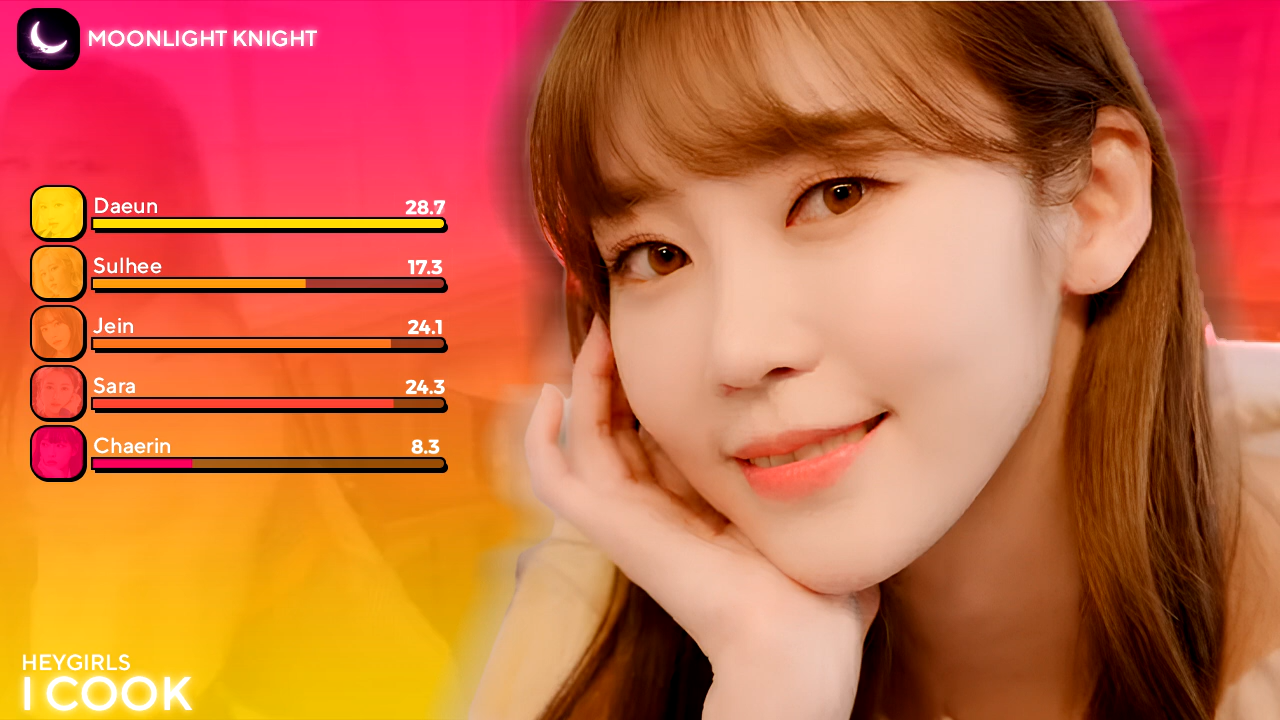 MOONLIGHT KNIGHT
Daeun 28.7
Sulhee 17.3
Jein 24.1
Sara 24.3
Chaerin 8.3
HEYGIRLS
I COOK